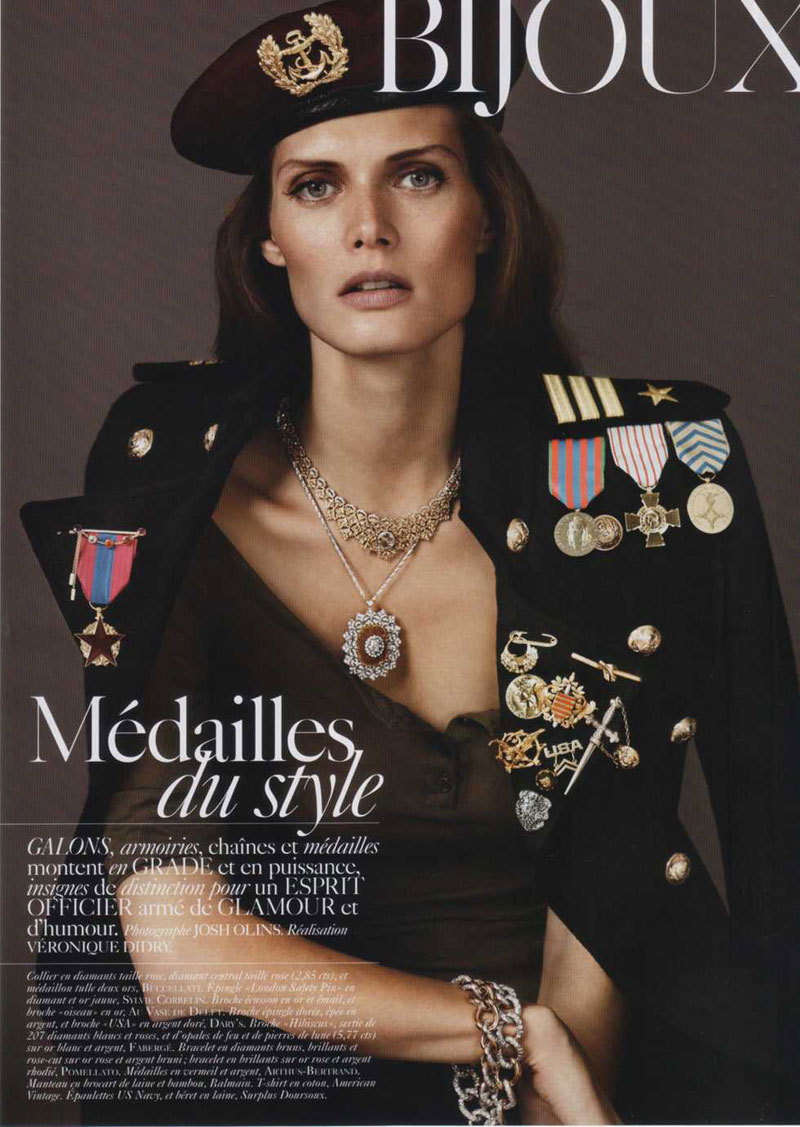 BIJOUX
Médailles
du style
GALONS, armoiries, chaînes et médailles
montent en GRADE et en puissance,
insignes de distinction pour un ESPRIT
OFFICIER armé de GLAMOUR et
d'humour. Photographe JOSH OLINS. Réalisation
VÉRONIQUE DIDRY.
Collier en diamants taille rose, diamant central taille rose (2,85 cts), et
médaillon tulle deux ors, BUCCELLATI. Épingle «London Safety Pin» en
diamant et or jaune, SYLVIE CORBELIN. Broche écusson en or et émail, et
broche «oiseau» en or, AU VASE DE DELFT. Broche épingle dorée, épée en
argent, et broche «USA» en argent doré, DARY'S. Broche «Hibiscus», sertie de
207 diamants blancs et roses, et d'opales de feu et de pierres de lune (5,77 cts)
sur or blanc et argent, FABERGÉ. Bracelet en diamants bruns, brillants et
rose-cut sur or rose et argent bruni ; bracelet en brillants sur or rose et argent
rhodié, POMELLATO. Médailles en vermeil et argent, ARTHUS-BERTRAND.
Manteau en brocart de laine et bambou, Balmain. T-shirt en coton, American
Vintage. Épaulettes US Navy, et béret en laine, Surplus Doursoux.
USA